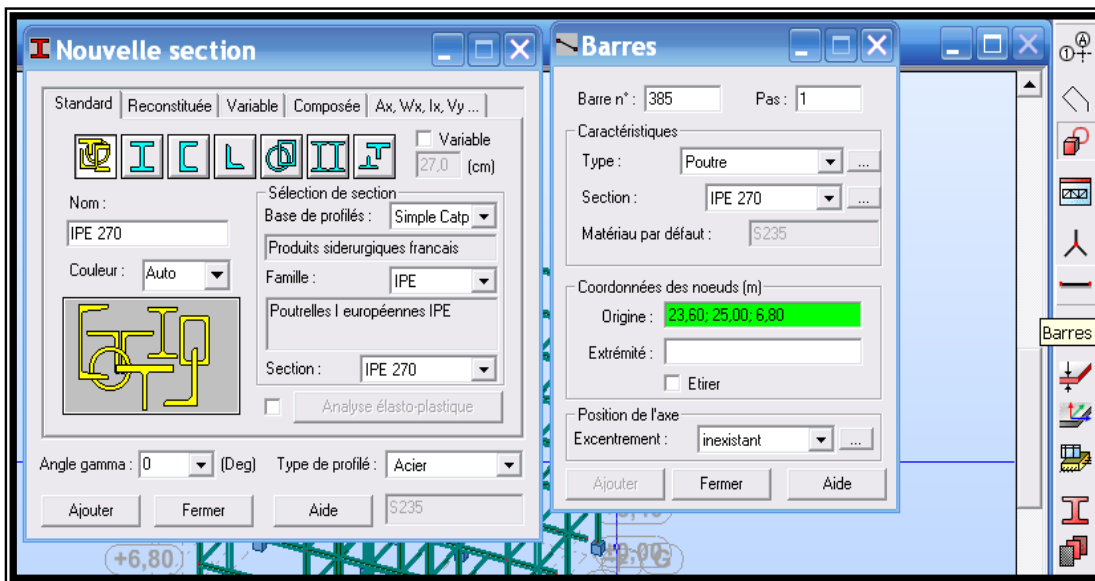 Nouvelle section
Standard Reconstituée Variable Composée Ax, Wx, Ix, Vy ...
Variable
27,0 (cm)
Nom :
IPE 270
Couleur : Auto
Sélection de section
Base de profilés : Simple Catp
Produits siderurgiques francais
Famille : IPE
Poutrelles I européennes IPE
Section : IPE 270
Analyse élasto-plastique
Angle gamma : 0 (Deg) Type de profilé : Acier
Ajouter Fermer Aide S235
Barres
Barre n° : 385 Pas : 1
Caractéristiques
Type : Poutre ...
Section : IPE 270 ...
Matériau par défaut : S235
Coordonnées des noeuds (m)
Origine : 23,60; 25,00; 6,80
Extrémité :
Etirer
Position de l'axe
Excentrement : inexistant ...
Ajouter Fermer Aide
A
1
Barres
+6,80
G